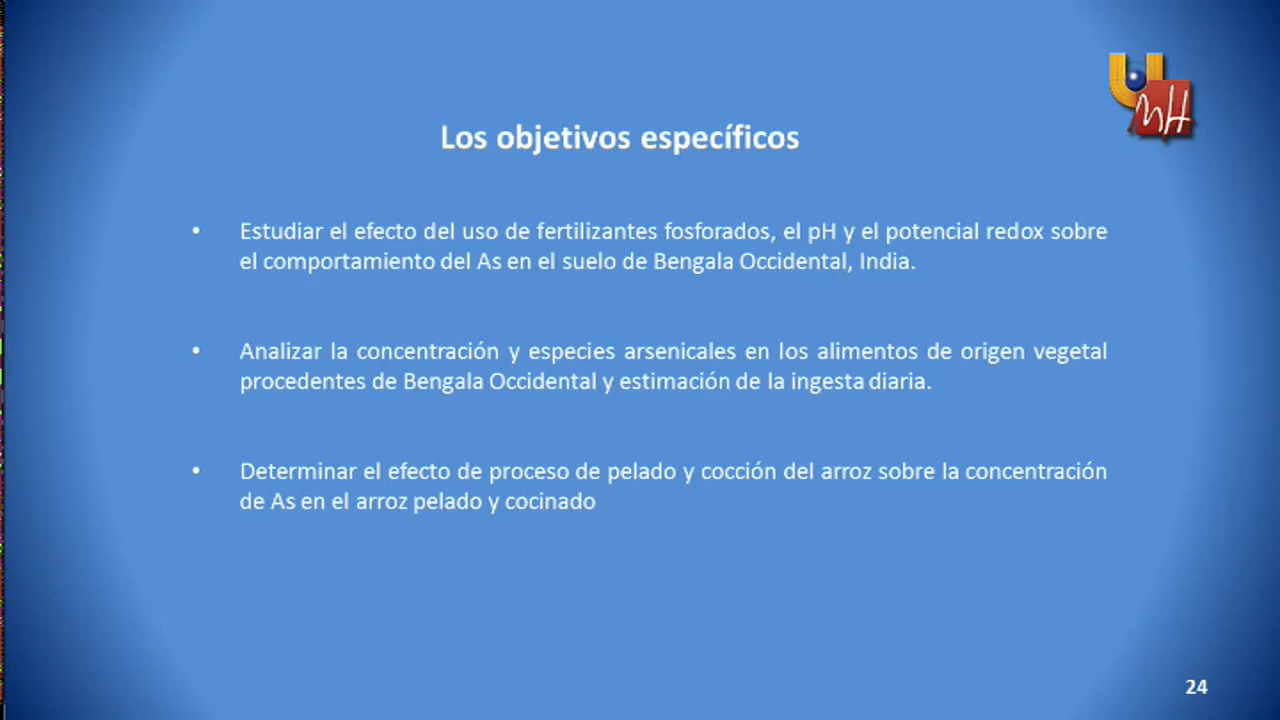 Los objetivos específicos
• Estudiar el efecto del uso de fertilizantes fosforados, el pH y el potencial redox sobre
el comportamiento del As en el suelo de Bengala Occidental, India.
• Analizar la concentración y especies arsenicales en los alimentos de origen vegetal
procedentes de Bengala Occidental y estimación de la ingesta diaria.
• Determinar el efecto de proceso de pelado y cocción del arroz sobre la concentración
de As en el arroz pelado y cocinado
24